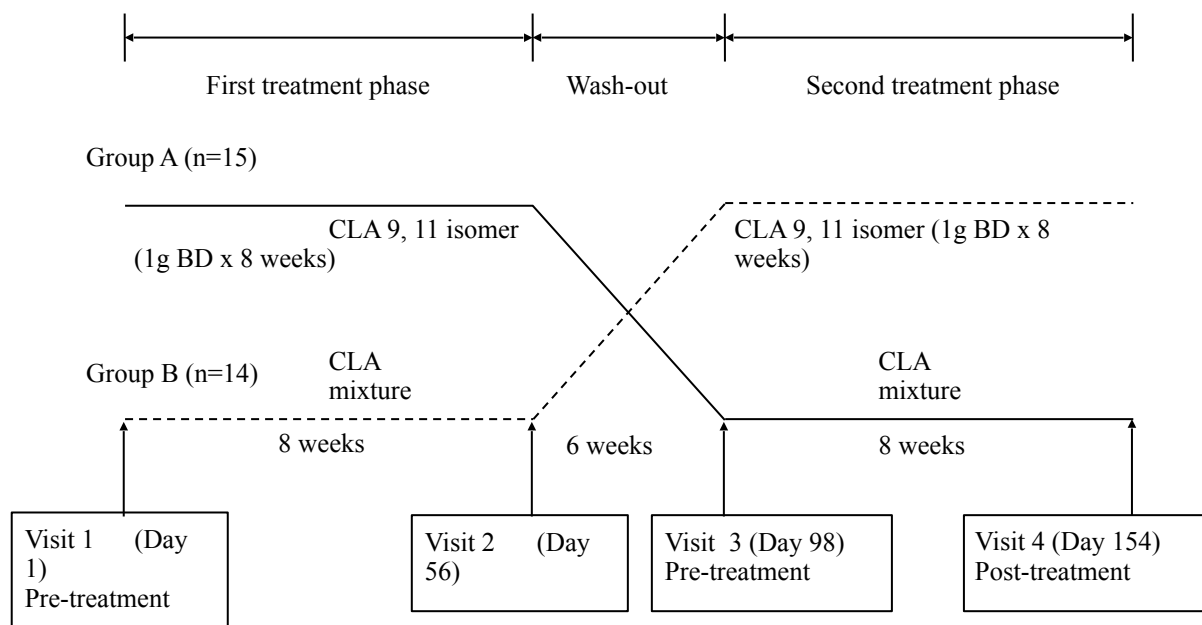 First treatment phase
Wash-out
Second treatment phase
Group A (n=15)
CLA 9, 11 isomer
(1g BD x 8 weeks)
CLA 9, 11 isomer (1g BD x 8
weeks)
Group B (n=14)
CLA
mixture
CLA
mixture
8 weeks
6 weeks
8 weeks
Visit 1 (Day
1)
Pre-treatment
Visit 2 (Day
56)
Visit 3 (Day 98)
Pre-treatment
Visit 4 (Day 154)
Post-treatment